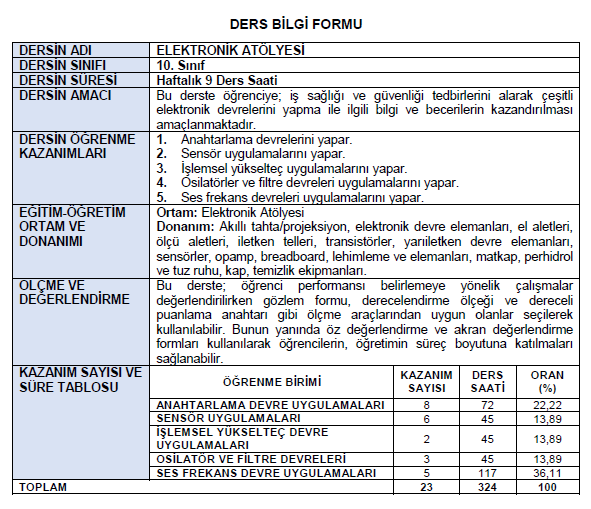 DERS BİLGİ FORMU
DERSİN ADI
ELEKTRONİK ATÖLYESİ
DERSİN SINIFI
10. Sınıf
DERSİN SÜRESİ
Haftalık 9 Ders Saati
DERSİN AMACI
Bu derste öğrenciye; iş sağlığı ve güvenliği tedbirlerini alarak çeşitli
elektronik devrelerini yapma ile ilgili bilgi ve becerilerin kazandırılması
amaçlanmaktadır.
DERSİN ÖĞRENME
KAZANIMLARI
1. Anahtarlama devrelerini yapar.
2. Sensör uygulamalarını yapar.
3. İşlemsel yükselteç uygulamalarını yapar.
4. Osilatörler ve filtre devreleri uygulamalarını yapar.
5. Ses frekans devreleri uygulamalarını yapar.
EĞİTİM-ÖĞRETİM
ORTAM VE
DONANIMI
Ortam: Elektronik Atölyesi
Donanım: Akıllı tahta/projeksiyon, elektronik devre elemanları, el aletleri,
ölçü aletleri, iletken telleri, transistörler, yarıiletken devre elemanları,
sensörler, opamp, breadboard, lehimleme ve elemanları, matkap, perhidrol
ve tuz ruhu, kap, temizlik ekipmanları.
ÖLÇME VE
DEĞERLENDİRME
Bu derste; öğrenci performansı belirlemeye yönelik çalışmalar
değerlendirilirken gözlem formu, derecelendirme ölçeği ve dereceli
puanlama anahtarı gibi ölçme araçlarından uygun olanlar seçilerek
kullanılabilir. Bunun yanında öz değerlendirme ve akran değerlendirme
formları kullanılarak öğrencilerin, öğretimin süreç boyutuna katılmaları
sağlanabilir.
KAZANIM SAYISI VE
SÜRE TABLOSU
ÖĞRENME BİRİMİ
KAZANIM
SAYISI
DERS
SAATİ
ORAN
(%)
ANAHTARLAMA DEVRE UYGULAMALARI 8 72 22,22
SENSÖR UYGULAMALARI 6 45 13,89
İŞLEMSEL YÜKSELTEÇ DEVRE
UYGULAMALARI 2 45 13,89
OSİLATÖR VE FİLTRE DEVRELERİ 3 45 13,89
SES FREKANS DEVRE UYGULAMALARI 5 117 36,11
TOPLAM 23 324 100